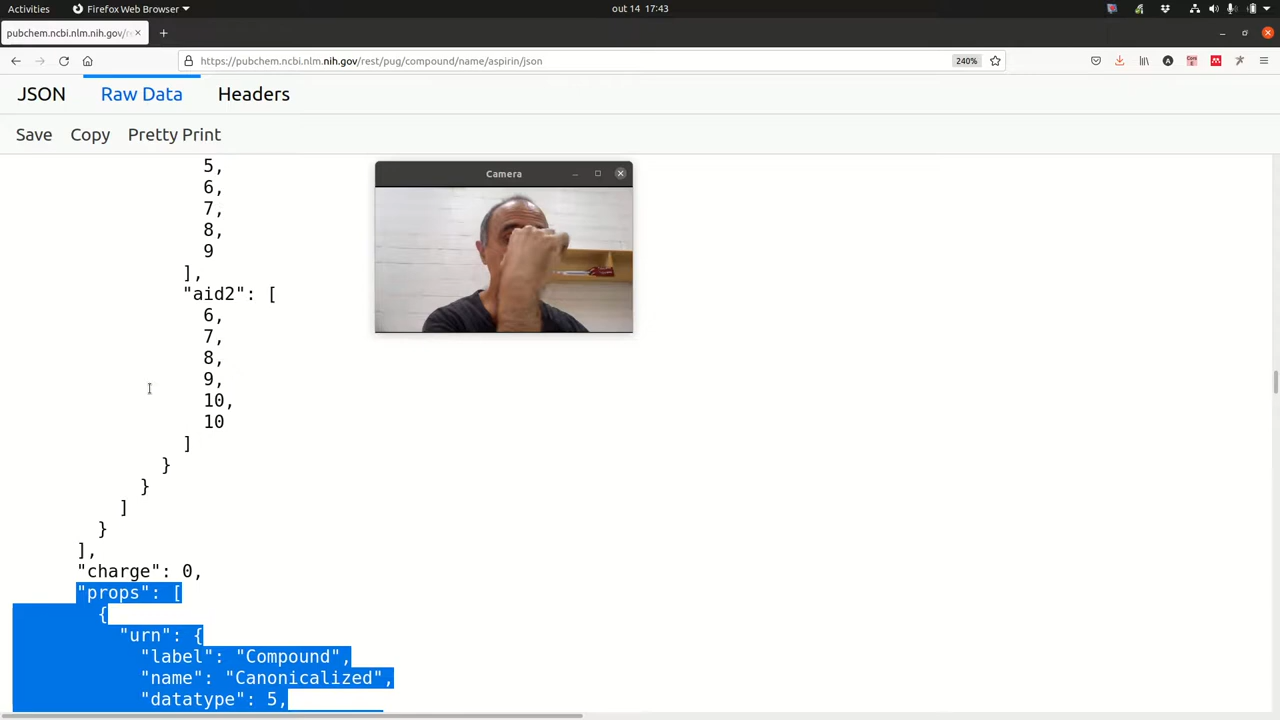 Activities
Firefox Web Browser
out 14 17:43
pubchem.ncbi.nlm.nih.gov/r
https://pubchem.ncbi.nlm.nih.gov/rest/pug/compound/name/aspirin/json
240%
JSON
Raw Data
Headers
Save
Copy
Pretty Print
5,
6,
7,
8,
9
],
"aid2": [
6,
7,
8,
9,
10,
10
]
}
}
]
}
],
"charge": 0,
"props": [
{
"urn": {
"label": "Compound",
"name": "Canonicalized",
"datatype": 5,
Camera